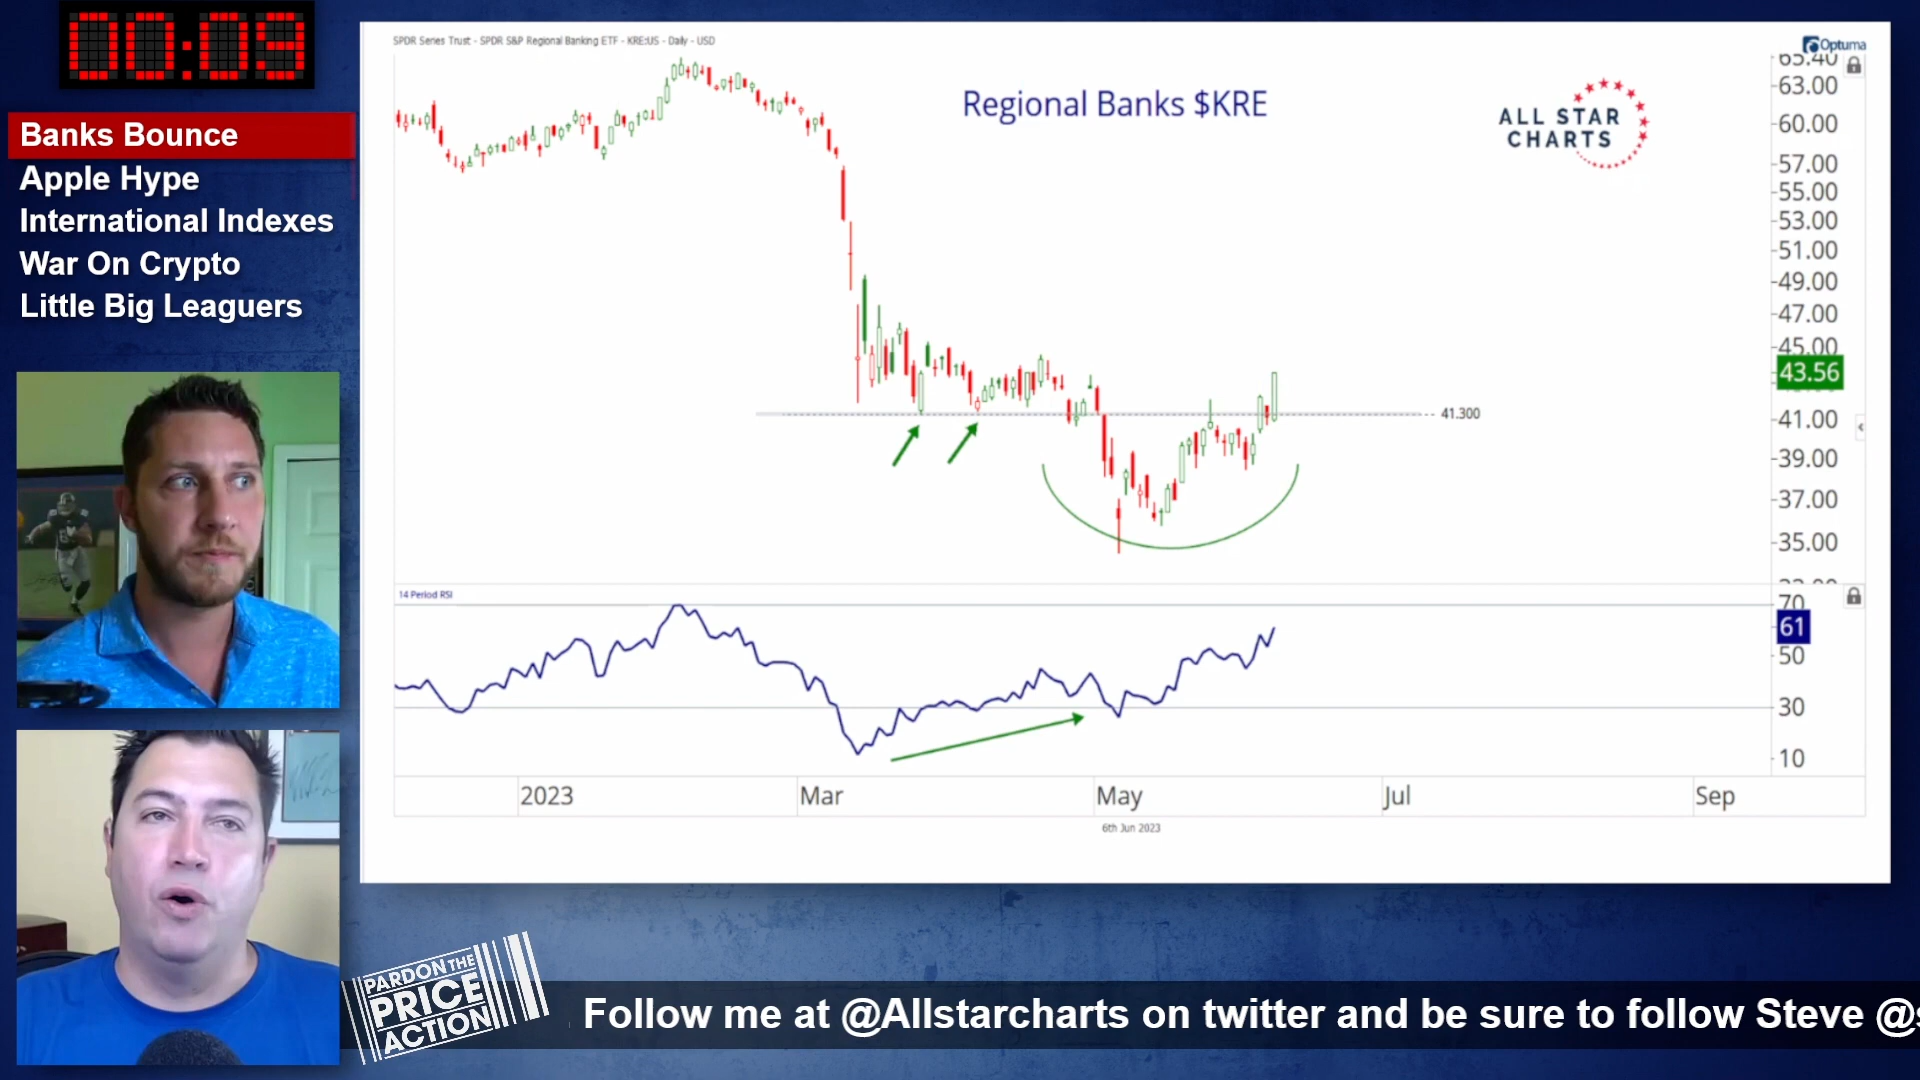 00:09
Banks Bounce
Apple Hype
International Indexes
War On Crypto
Little Big Leaguers
SPDR Series Trust - SPDR S&P Regional Banking ETF - KRE:US - Daily - USD
Optuma
Regional Banks $KRE
ALL STAR
CHARTS
65.40
63.00
60.00
57.00
55.00
53.00
51.00
49.00
47.00
45.00
43.56
41.300
41.00
39.00
37.00
35.00
14 Period RSI
70
61
50
30
10
2023
Mar
May
Jul
Sep
6th Jun 2023
PARDON THE
PRICE
ACTION
Follow me at @Allstarcharts on twitter and be sure to follow Steve @s